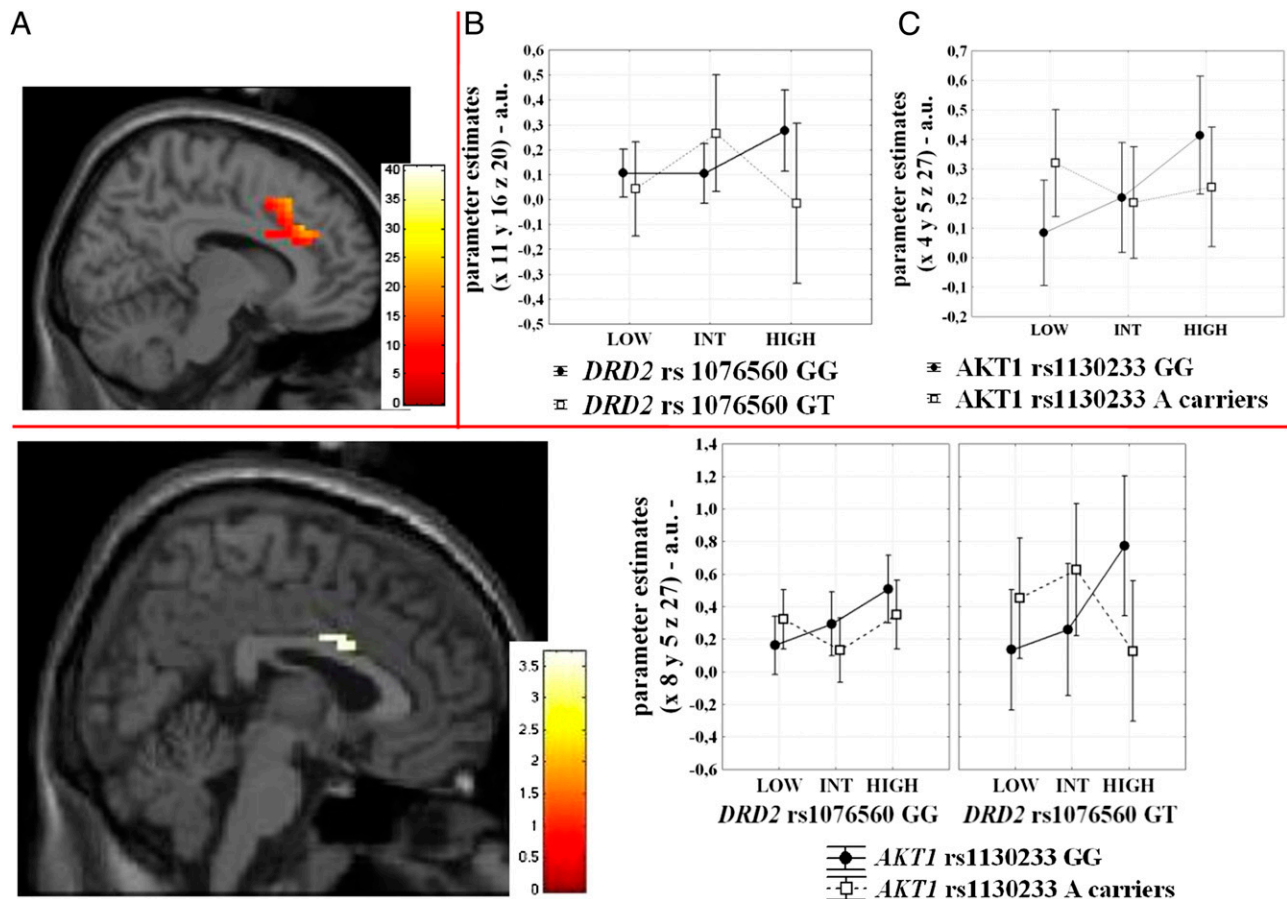 A
40
35
30
25
20
15
10
5
0
B
parameter estimates
(x 11 y 16 z 20) - a.u.
0,6
0,5
0,4
0,3
0,2
0,1
0,0
-0,1
-0,2
-0,3
-0,4
-0,5
LOW INT HIGH
DRD2 rs 1076560 GG
DRD2 rs 1076560 GT
C
parameter estimates
(x 4 y 5 z 27) - a.u.
0,7
0,6
0,5
0,4
0,3
0,2
0,1
0,0
-0,1
-0,2
LOW INT HIGH
AKT1 rs1130233 GG
AKT1 rs1130233 A carriers
3.5
3
2.5
2
1.5
1
0.5
0
parameter estimates
(x 8 y 5 z 27) - a.u. -
1,4
1,2
1,0
0,8
0,6
0,4
0,2
0,0
-0,2
-0,4
-0,6
LOW INT HIGH LOW INT HIGH
DRD2 rs1076560 GG DRD2 rs1076560 GT
AKT1 rs1130233 GG
AKT1 rs1130233 A carriers